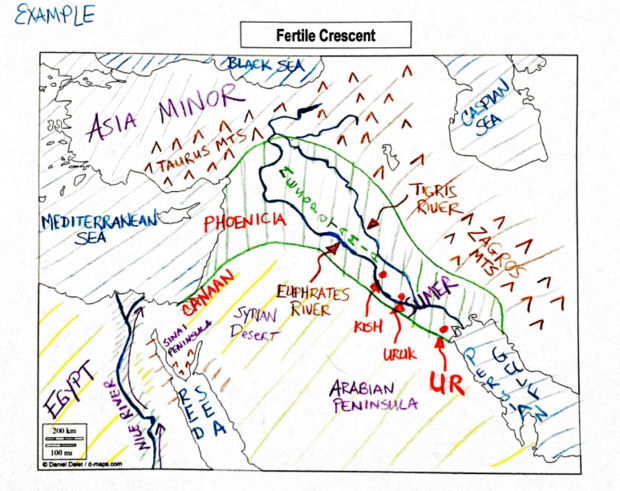 EXAMPLE
Fertile Crescent
BLACK SEA
ASIA MINOR
CASPIAN
SEA
TAURUS MTS
MESOPOTAMIA
TIGRIS
RIVER
MEDITERRANEAN
SEA
PHOENICIA
ZAGROS
MTS
CANAAN
EUPHRATES
RIVER
UMER
SYRIAN
Desert
SINAI
PENINSULA
KISH
URUK
UR
PERSIAN
GULF
EGYPT
NILE RIVER
RED
SEA
ARABIAN
PENINSULA
200 km
100 mi
© Daniel Dalet / d-maps.com